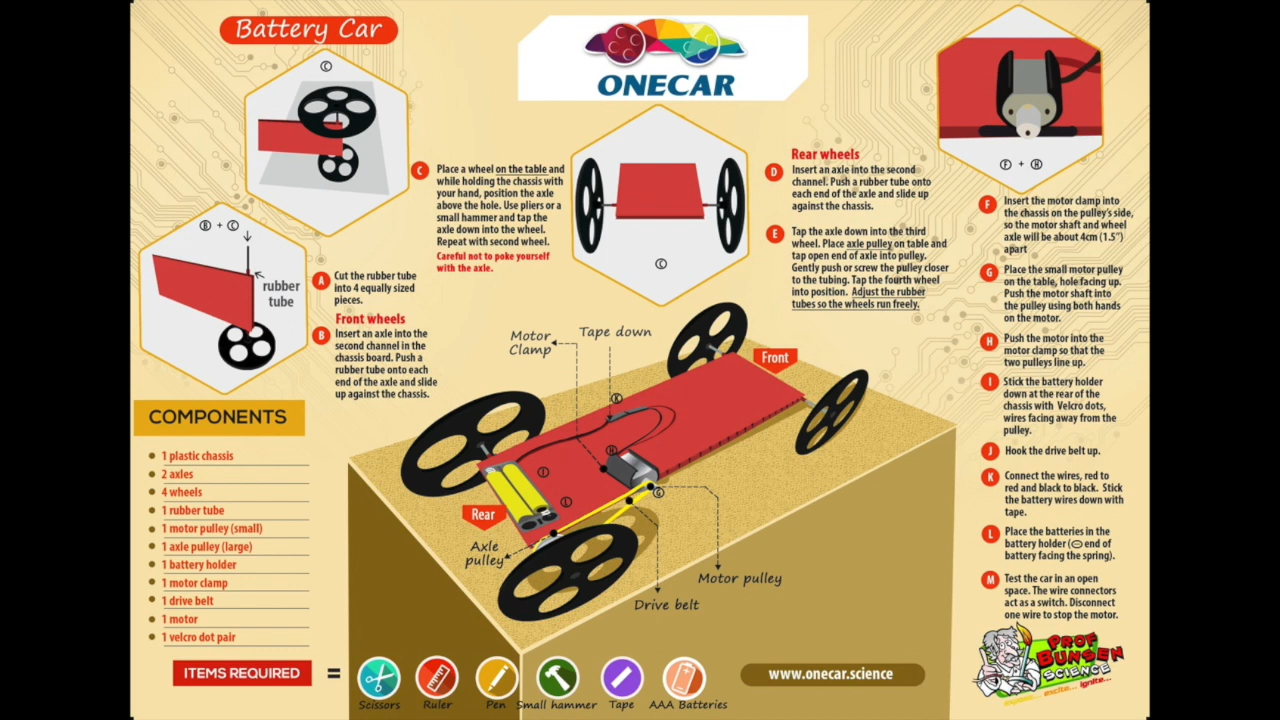 Battery Car
ONECAR
C
B + C
rubber
tube
A
Cut the rubber tube
into 4 equally sized
pieces.
Front wheels
B
Insert an axle into the
second channel in the
chassis board. Push a
rubber tube onto each
end of the axle and slide
up against the chassis.
C
Place a wheel on the table and
while holding the chassis with
your hand, position the axle
above the hole. Use pliers or a
small hammer and tap the
axle down into the wheel.
Repeat with second wheel.
Careful not to poke yourself
with the axle.
C
Rear wheels
D
Insert an axle into the second
channel. Push a rubber tube onto
each end of the axle and slide up
against the chassis.
E
Tap the axle down into the third
wheel. Place axle pulley on table and
tap open end of axle into pulley.
Gently push or screw the pulley closer
to the tubing. Tap the fourth wheel
into position. Adjust the rubber
tubes so the wheels run freely.
F + H
F
Insert the motor clamp into
the chassis on the pulley's side,
so the motor shaft and wheel
axle will be about 4cm (1.5")
apart
G
Place the small motor pulley
on the table, hole facing up.
Push the motor shaft into
the pulley using both hands
on the motor.
H
Push the motor into the
motor clamp so that the
two pulleys line up.
I
Stick the battery holder
down at the rear of the
chassis with Velcro dots,
wires facing away from the
pulley.
J
Hook the drive belt up.
K
Connect the wires, red to
red and black to black. Stick
the battery wires down with
tape.
L
Place the batteries in the
battery holder (⊖ end of
battery facing the spring).
M
Test the car in an open
space. The wire connectors
act as a switch. Disconnect
one wire to stop the motor.
COMPONENTS
1 plastic chassis
2 axles
4 wheels
1 rubber tube
1 motor pulley (small)
1 axle pulley (large)
1 battery holder
1 motor clamp
1 drive belt
1 motor
1 velcro dot pair
Motor
Clamp
Tape down
Front
K
H
I
L
G
Rear
Axle
pulley
Motor pulley
Drive belt
ITEMS REQUIRED =
Scissors
Ruler
Pen
Small hammer
Tape
AAA Batteries
www.onecar.science
PROF
BUNSEN
SCIENCE
excite... ignite...